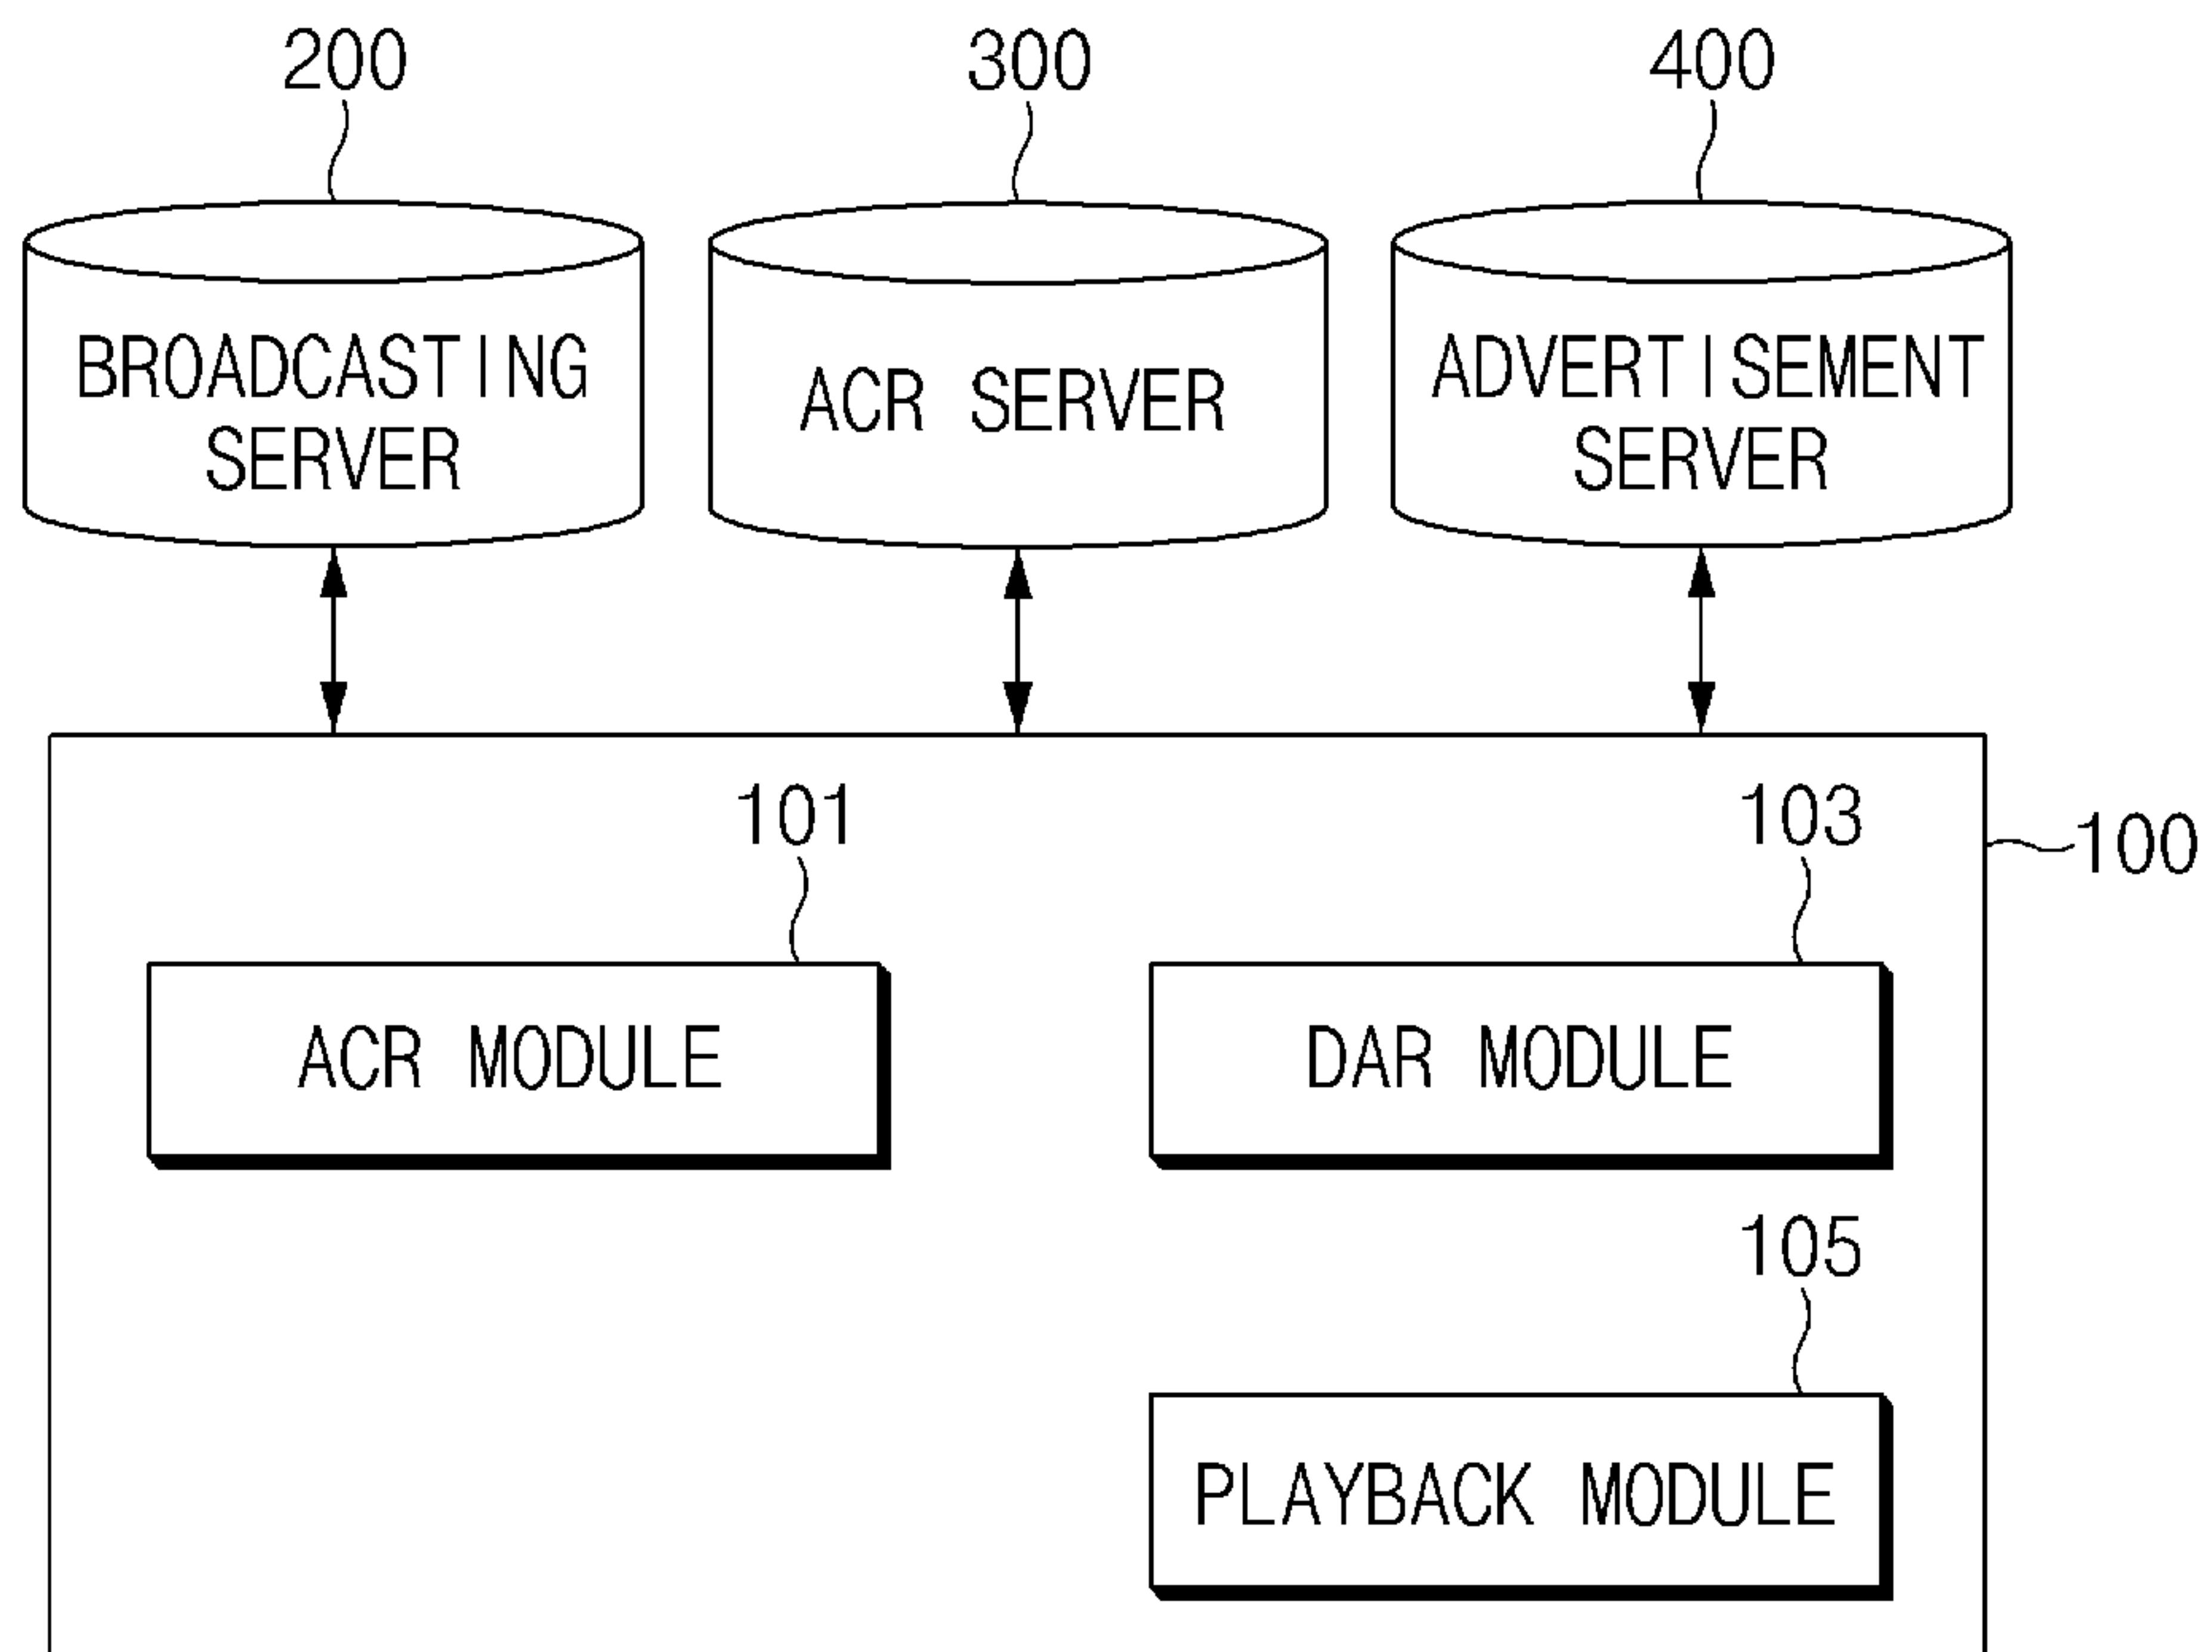 200
300
400
BROADCASTING
SERVER
ACR SERVER
ADVERTISEMENT
SERVER
101
103
100
ACR MODULE
DAR MODULE
105
PLAYBACK MODULE